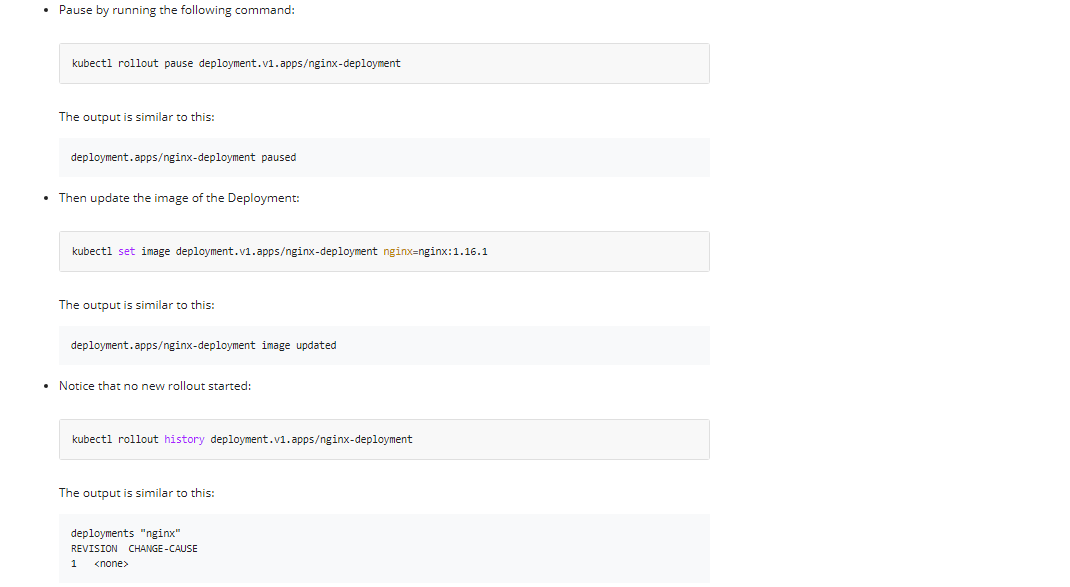 • Pause by running the following command:
kubectl rollout pause deployment.v1.apps/nginx-deployment
The output is similar to this:
deployment.apps/nginx-deployment paused
• Then update the image of the Deployment:
kubectl set image deployment.v1.apps/nginx-deployment nginx=nginx:1.16.1
The output is similar to this:
deployment.apps/nginx-deployment image updated
• Notice that no new rollout started:
kubectl rollout history deployment.v1.apps/nginx-deployment
The output is similar to this:
deployments "nginx"
REVISION  CHANGE-CAUSE
1   <none>